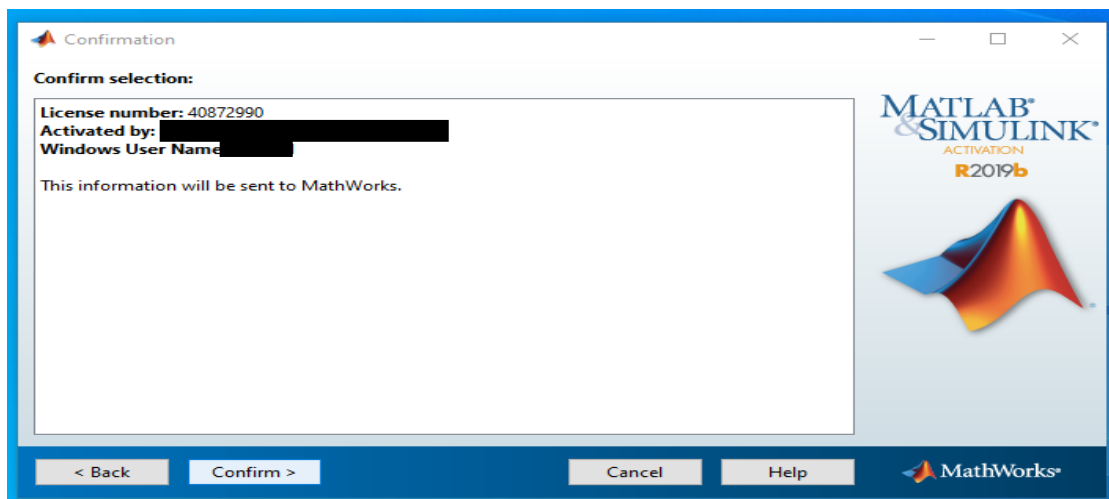 Confirmation
Confirm selection:
License number: 40872990
Activated by:
Windows User Name
This information will be sent to MathWorks.
MATLAB®
&SIMULINK®
ACTIVATION
R2019b
< Back
Confirm >
Cancel
Help
MathWorks®